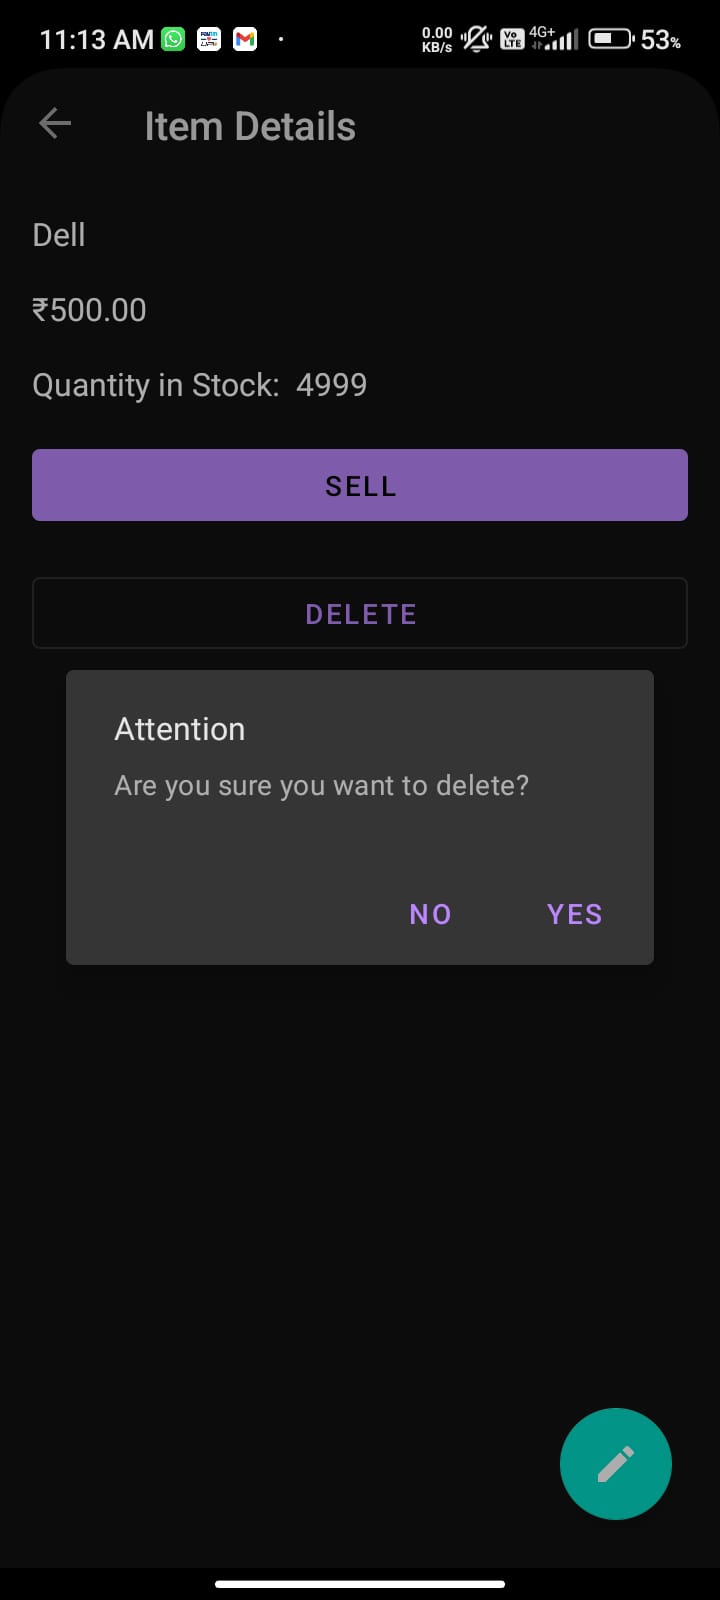 11:13 AM 0.00 KB/s Vo LTE 4G+ 53%
Item Details
Dell
₹500.00
Quantity in Stock: 4999
SELL
DELETE
Attention
Are you sure you want to delete?
NO YES